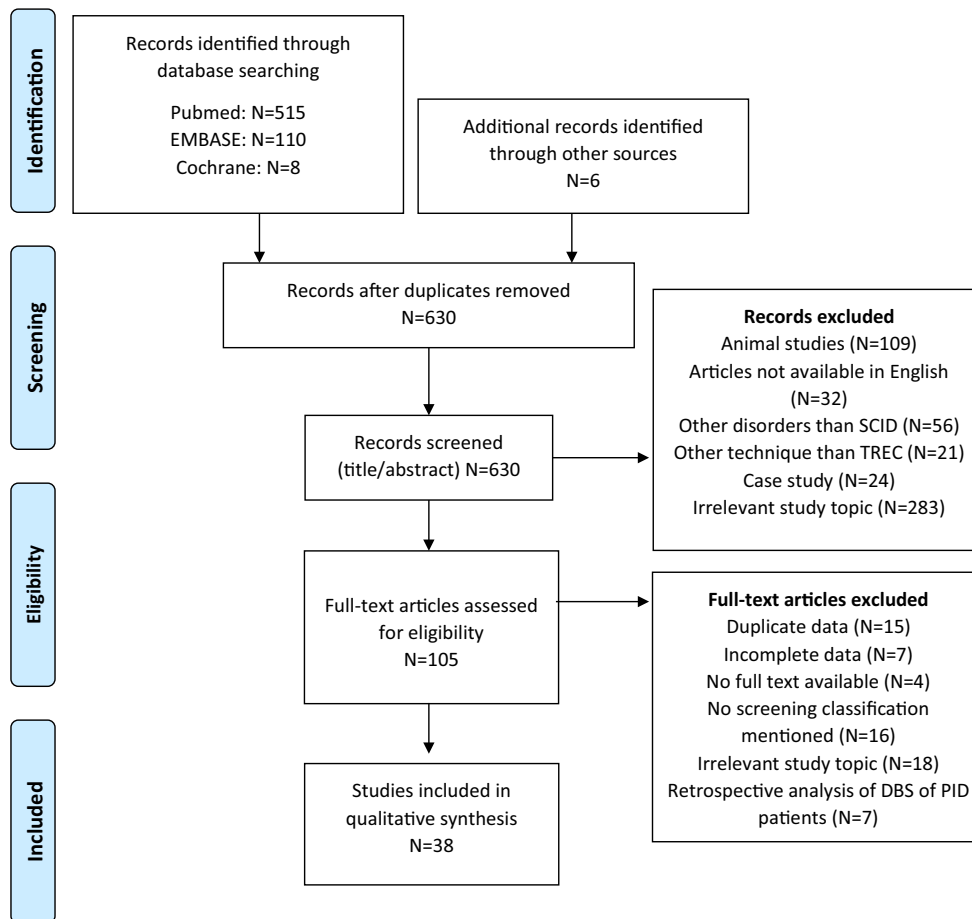 Identification
Records identified through
database searching
Pubmed: N=515
EMBASE: N=110
Cochrane: N=8
Additional records identified
through other sources
N=6
Screening
Records after duplicates removed
N=630
Records screened
(title/abstract) N=630
Records excluded
Animal studies (N=109)
Articles not available in English
(N=32)
Other disorders than SCID (N=56)
Other technique than TREC (N=21)
Case study (N=24)
Irrelevant study topic (N=283)
Eligibility
Full-text articles assessed
for eligibility
N=105
Full-text articles excluded
Duplicate data (N=15)
Incomplete data (N=7)
No full text available (N=4)
No screening classification
mentioned (N=16)
Irrelevant study topic (N=18)
Retrospective analysis of DBS of PID
patients (N=7)
Included
Studies included in
qualitative synthesis
N=38